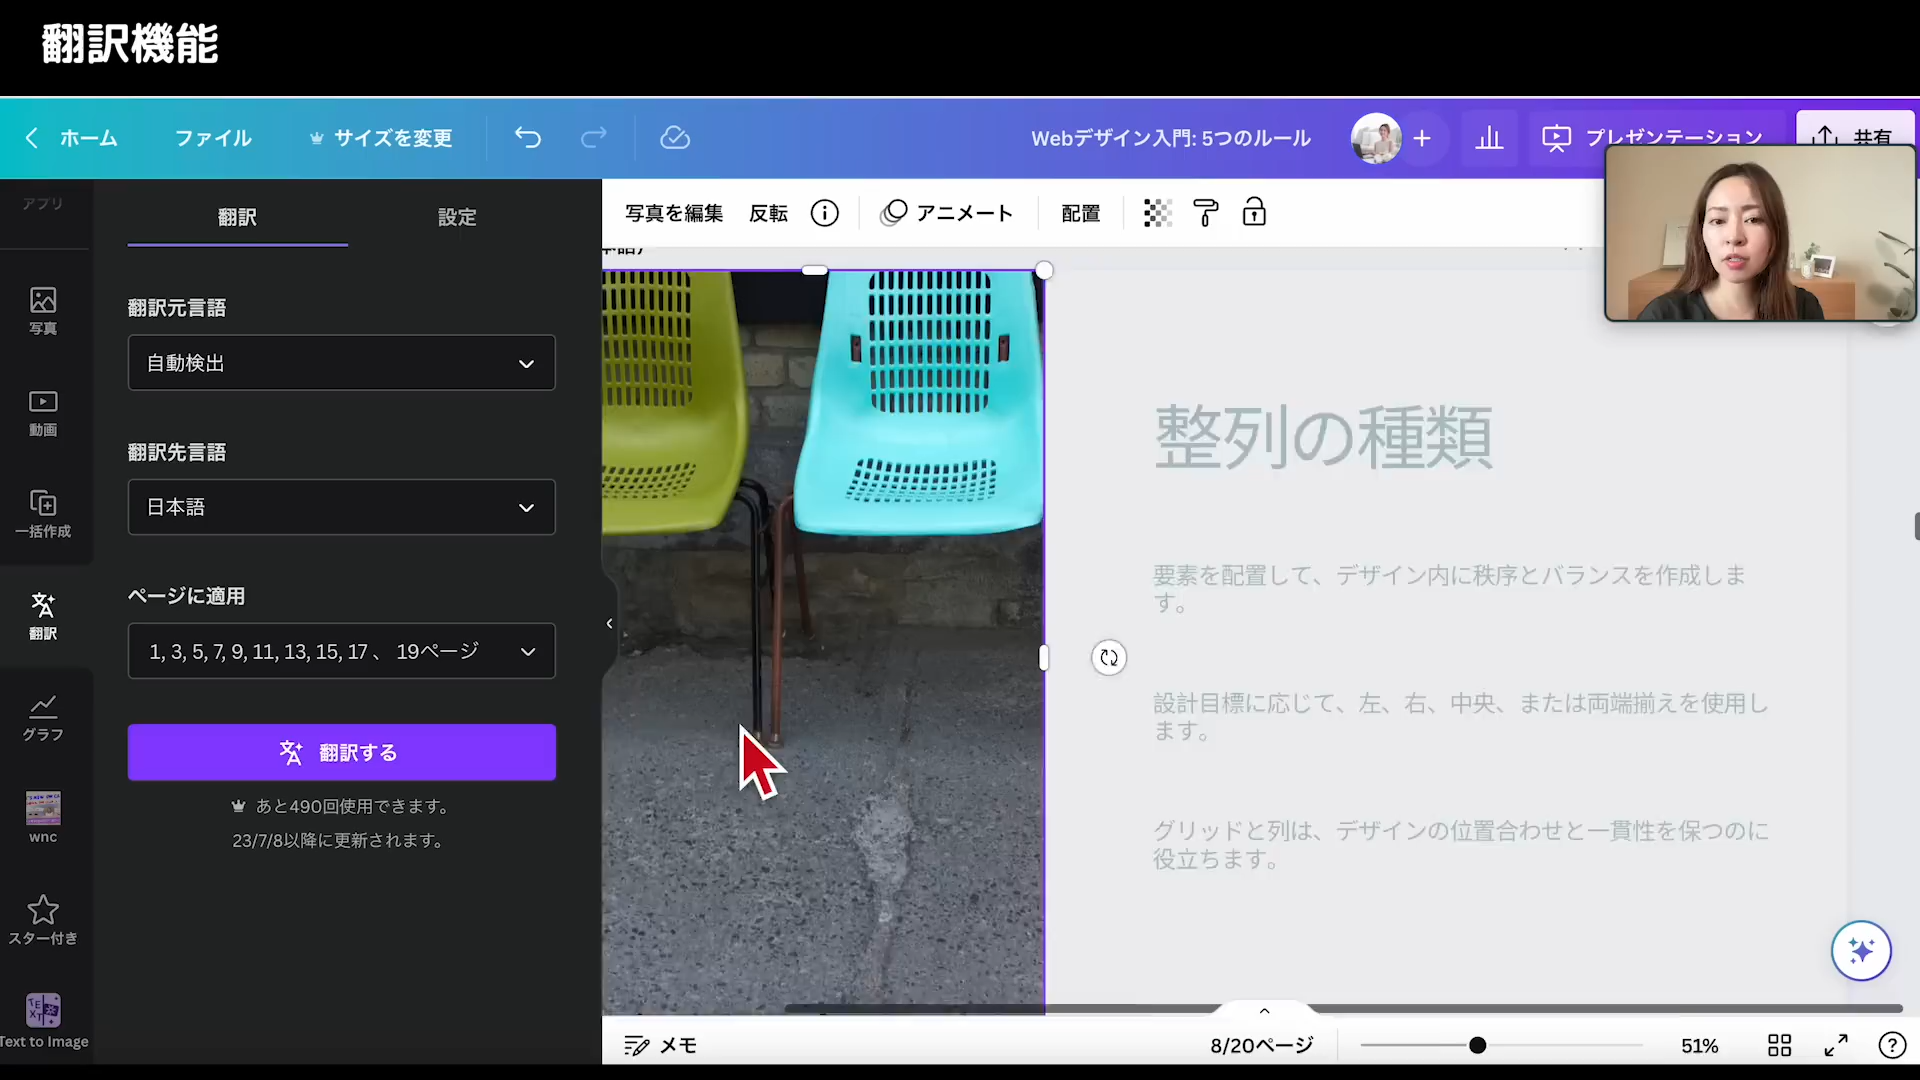 翻訳機能
ホーム
ファイル
サイズを変更
Webデザイン入門: 5つのルール
プレゼンテーション
共有
アプリ
写真
動画
一括作成
翻訳
グラフ
wnc
スター付き
Text to Image
翻訳
設定
翻訳元言語
自動検出
翻訳先言語
日本語
ページに適用
1, 3, 5, 7, 9, 11, 13, 15, 17 、 19ページ
翻訳する
あと490回使用できます。
23/7/8以降に更新されます。
写真を編集
反転
アニメート
配置
整列の種類
要素を配置して、デザイン内に秩序とバランスを作成しま
す。
設計目標に応じて、左、右、中央、または両端揃えを使用し
ます。
グリッドと列は、デザインの位置合わせと一貫性を保つのに
役立ちます。
メモ
8/20ページ
51%